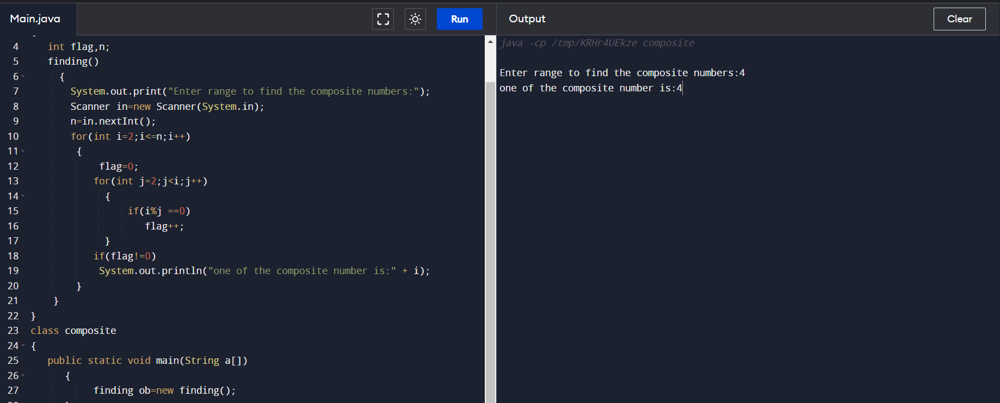 Main.java
Run
4 int flag,n;
5 finding()
6 {
7 System.out.print("Enter range to find the composite numbers:");
8 Scanner in=new Scanner(System.in);
9 n=in.nextInt();
10 for(int i=2;i<=n;i++)
11 {
12 flag=0;
13 for(int j=2;j<i;j++)
14 {
15 if(i%j ==0)
16 flag++;
17 }
18 if(flag!=0)
19 System.out.println("one of the composite number is:" + i);
20 }
21 }
22 }
23 class composite
24 {
25 public static void main(String a[])
26 {
27 finding ob=new finding();
Output
Clear
java -cp /tmp/KRHr4UEkze composite
Enter range to find the composite numbers:4
one of the composite number is:4